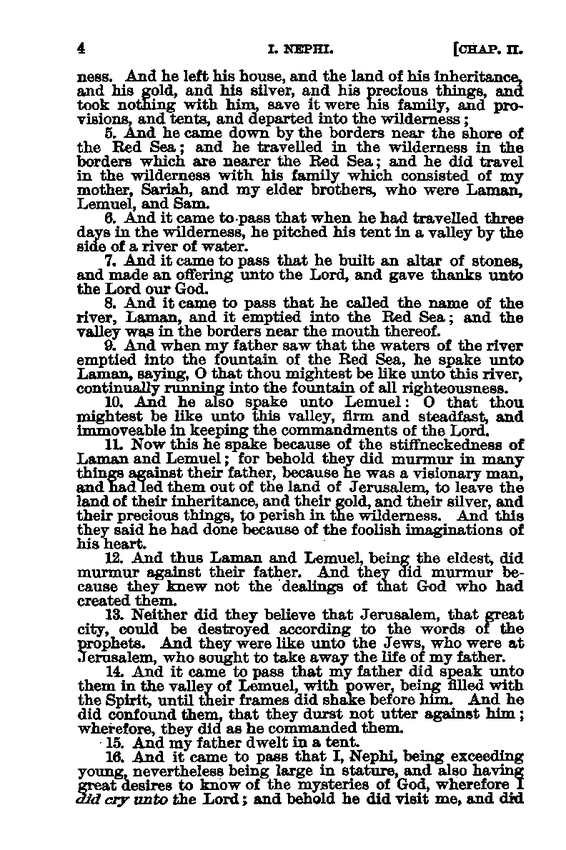 4 I. NEPHI. [CHAP. II.
ness. And he left his house, and the land of his inheritance,
and his gold, and his silver, and his precious things, and
took nothing with him, save it were his family, and pro-
visions, and tents, and departed into the wilderness;
5. And he came down by the borders near the shore of
the Red Sea; and he travelled in the wilderness in the
borders which are nearer the Red Sea; and he did travel
in the wilderness with his family which consisted of my
mother, Sariah, and my elder brothers, who were Laman,
Lemuel, and Sam.
6. And it came to pass that when he had travelled three
days in the wilderness, he pitched his tent in a valley by the
side of a river of water.
7. And it came to pass that he built an altar of stones,
and made an offering unto the Lord, and gave thanks unto
the Lord our God.
8. And it came to pass that he called the name of the
river, Laman, and it emptied into the Red Sea; and the
valley was in the borders near the mouth thereof.
9. And when my father saw that the waters of the river
emptied into the fountain of the Red Sea, he spake unto
Laman, saying, O that thou mightest be like unto this river,
continually running into the fountain of all righteousness.
10. And he also spake unto Lemuel: O that thou
mightest be like unto this valley, firm and steadfast, and
immoveable in keeping the commandments of the Lord.
11. Now this he spake because of the stiffneckedness of
Laman and Lemuel; for behold they did murmur in many
things against their father, because he was a visionary man,
and had led them out of the land of Jerusalem, to leave the
land of their inheritance, and their gold, and their silver, and
their precious things, to perish in the wilderness. And this
they said he had done because of the foolish imaginations of
his heart.
12. And thus Laman and Lemuel, being the eldest, did
murmur against their father. And they did murmur be-
cause they knew not the dealings of that God who had
created them.
13. Neither did they believe that Jerusalem, that great
city, could be destroyed according to the words of the
prophets. And they were like unto the Jews, who were at
Jerusalem, who sought to take away the life of my father.
14. And it came to pass that my father did speak unto
them in the valley of Lemuel, with power, being filled with
the Spirit, until their frames did shake before him. And he
did confound them, that they durst not utter against him;
wherefore, they did as he commanded them.
15. And my father dwelt in a tent.
16. And it came to pass that I, Nephi, being exceeding
young, nevertheless being large in stature, and also having
great desires to know of the mysteries of God, wherefore I
did cry unto the Lord; and behold he did visit me, and did